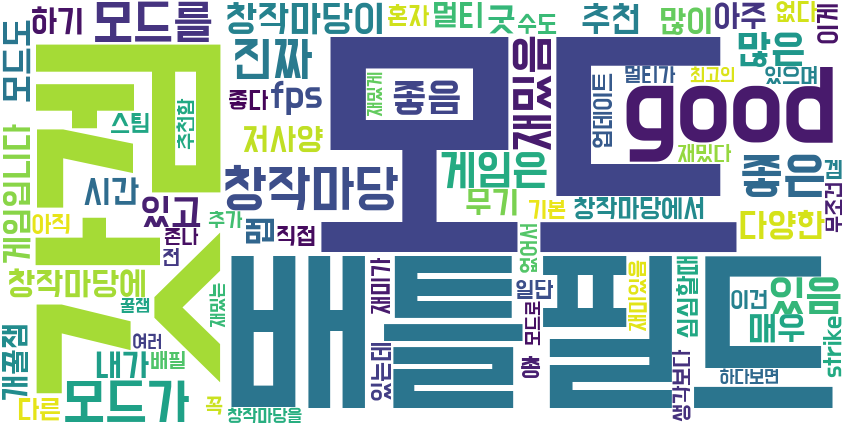 모드
배틀필드
갓겜
good
창작마당
창작마당이
창작마당에
창작마당에서
창작마당을
모드를
모드가
모드도
모드로
하기
진짜
좋음
좋은
좋다
fps
혼자
멀티
멀티가
굿
수도
추천
추천함
많이
많은
아주
없다
이게
재밌음
재밌게
재밌다
재밌는
업데이트
최고의
있으며
저사양
게임은
게임입니다
스팀
시간
있고
아직
존나
전
추가
맵
직접
무기
기본
없어서
다양한
무조건
겜
꿀잼
개꿀잼
여러
배필
내가
다른
꼭
재미가
있는데
일단
총
재미있음
심심할때
생각보다
이건
있음
매우
strike
하다보면